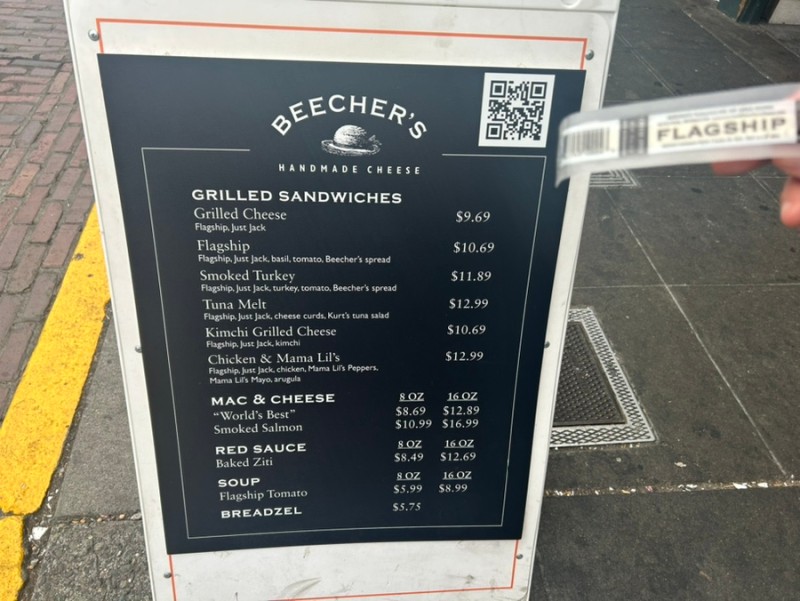 BEECHER'S
HANDMADE CHEESE
FLAGSHIP
GRILLED SANDWICHES
Grilled Cheese $9.69
Flagship, Just Jack
Flagship $10.69
Flagship, Just Jack, basil, tomato, Beecher's spread
Smoked Turkey $11.89
Flagship, Just Jack, turkey, tomato, Beecher's spread
Tuna Melt $12.99
Flagship, Just Jack, cheese curds, Kurt's tuna salad
Kimchi Grilled Cheese $10.69
Flagship, Just Jack, kimchi
Chicken & Mama Lil's $12.99
Flagship, Just Jack, chicken, Mama Lil's Peppers,
Mama Lil's Mayo, arugula
MAC & CHEESE 8 OZ 16 OZ
"World's Best" $8.69 $12.89
Smoked Salmon $10.99 $16.99
RED SAUCE 8 OZ 16 OZ
Baked Ziti $8.49 $12.69
SOUP 8 OZ 16 OZ
Flagship Tomato $5.99 $8.99
BREADZEL $5.75